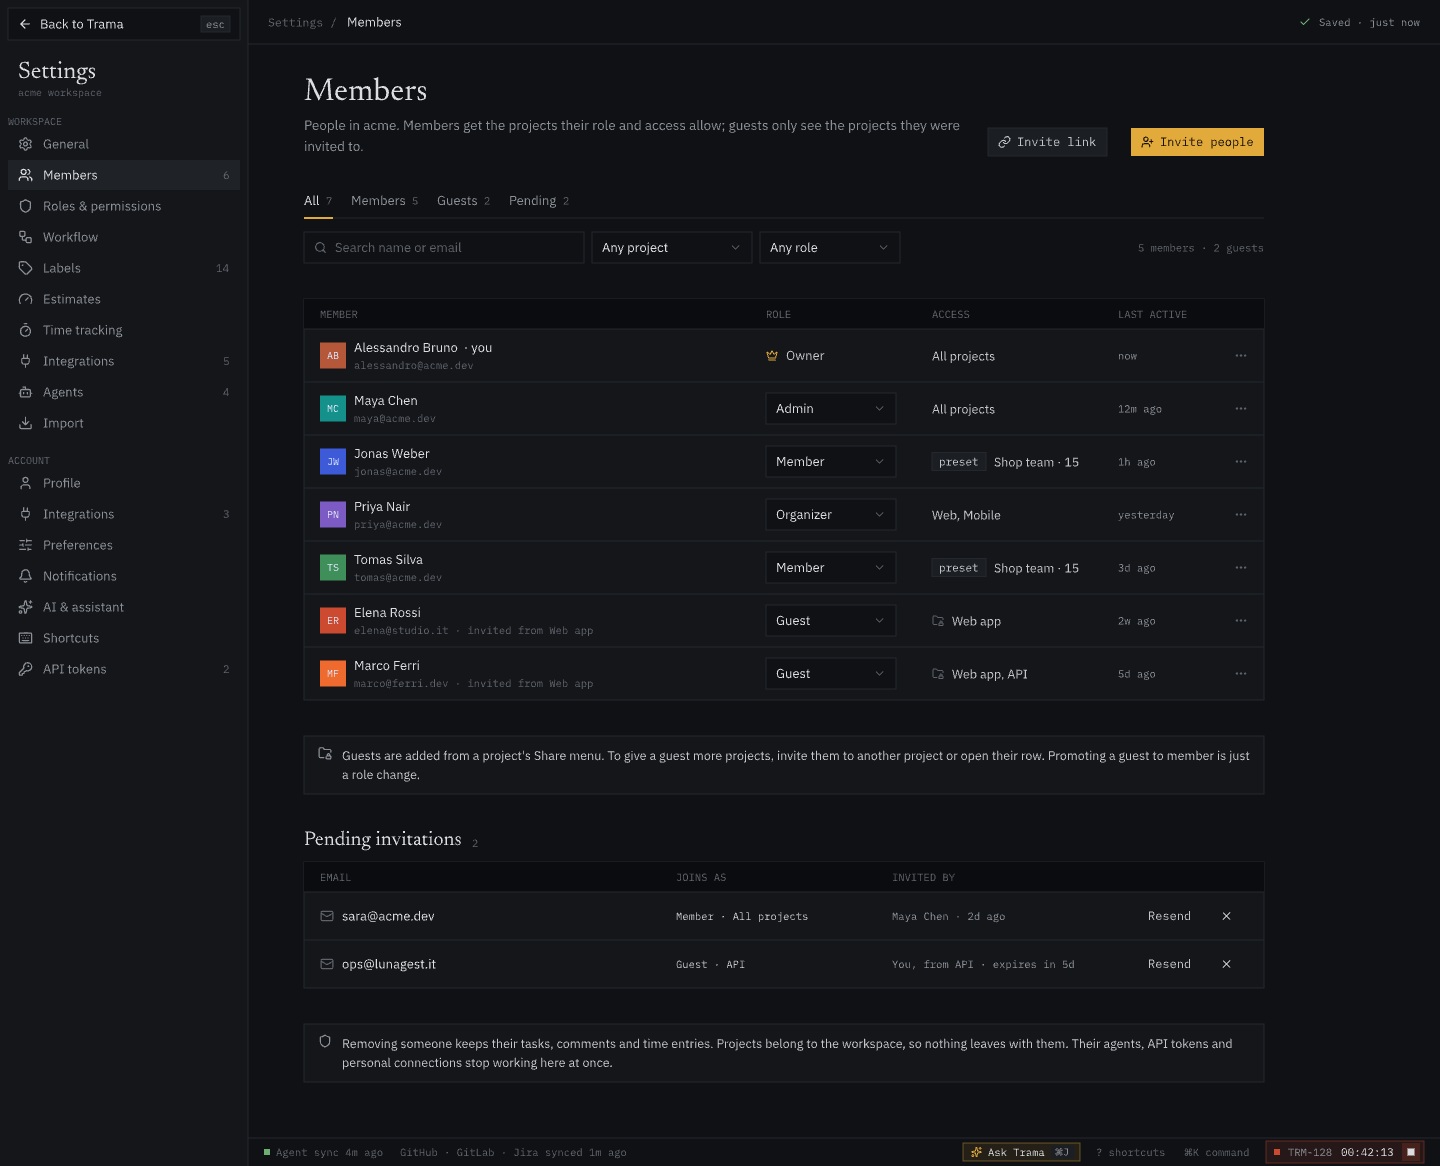 Back to Trama esc
Settings
acme workspace
WORKSPACE
General
Members 6
Roles & permissions
Workflow
Labels 14
Estimates
Time tracking
Integrations 5
Agents 4
Import
ACCOUNT
Profile
Integrations 3
Preferences
Notifications
AI & assistant
Shortcuts
API tokens 2
Settings / Members
Saved · just now
Members
People in acme. Members get the projects their role and access allow; guests only see the projects they were
invited to.
Invite link
Invite people
All 7 Members 5 Guests 2 Pending 2
Search name or email Any project Any role 5 members · 2 guests
MEMBER ROLE ACCESS LAST ACTIVE
AB Alessandro Bruno · you
alessandro@acme.dev
Owner All projects now
MC Maya Chen
maya@acme.dev
Admin All projects 12m ago
JW Jonas Weber
jonas@acme.dev
Member preset Shop team · 15 1h ago
PN Priya Nair
priya@acme.dev
Organizer Web, Mobile yesterday
TS Tomas Silva
tomas@acme.dev
Member preset Shop team · 15 3d ago
ER Elena Rossi
elena@studio.it · invited from Web app
Guest Web app 2w ago
MF Marco Ferri
marco@ferri.dev · invited from Web app
Guest Web app, API 5d ago
Guests are added from a project's Share menu. To give a guest more projects, invite them to another project or open their row. Promoting a guest to member is just
a role change.
Pending invitations 2
EMAIL JOINS AS INVITED BY
sara@acme.dev Member · All projects Maya Chen · 2d ago Resend
ops@lunagest.it Guest · API You, from API · expires in 5d Resend
Removing someone keeps their tasks, comments and time entries. Projects belong to the workspace, so nothing leaves with them. Their agents, API tokens and
personal connections stop working here at once.
Agent sync 4m ago GitHub · GitLab · Jira synced 1m ago Ask Trama ⌘J ? shortcuts ⌘K command TRM-128 00:42:13